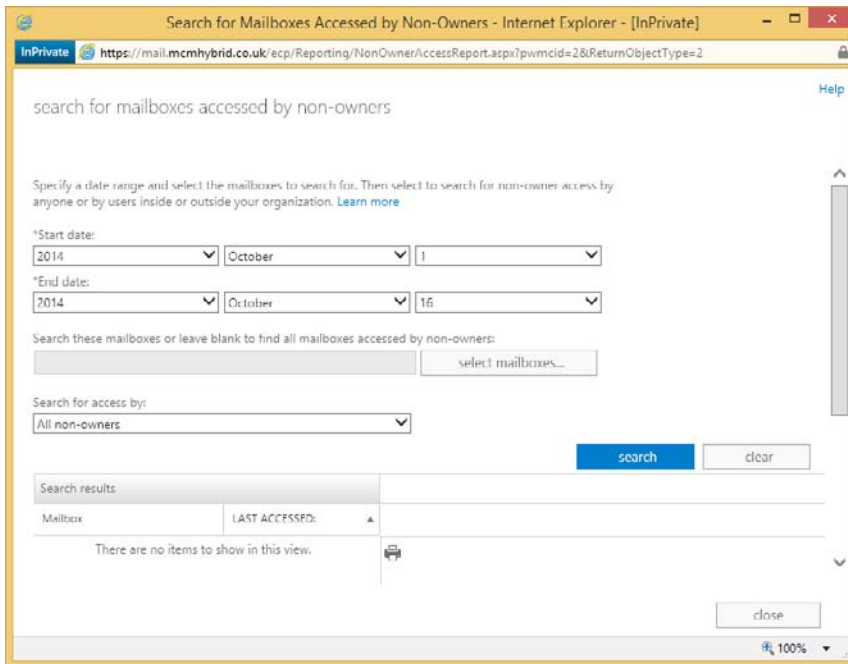 Search for Mailboxes Accessed by Non-Owners - Internet Explorer - [InPrivate]
InPrivate https://mail.mcmhybrid.co.uk/ecp/Reporting/NonOwnerAccessReport.aspx?pwmcid=2&ReturnObjectType=2
Help
search for mailboxes accessed by non-owners
Specify a date range and select the mailboxes to search for. Then select to search for non-owner access by
anyone or by users inside or outside your organization. Learn more
*Start date:
2014 October 1
*End date:
2014 October 16
Search these mailboxes or leave blank to find all mailboxes accessed by non-owners:
select mailboxes...
Search for access by:
All non-owners
search clear
Search results
Mailbox LAST ACCESSED:
There are no items to show in this view.
close
100%